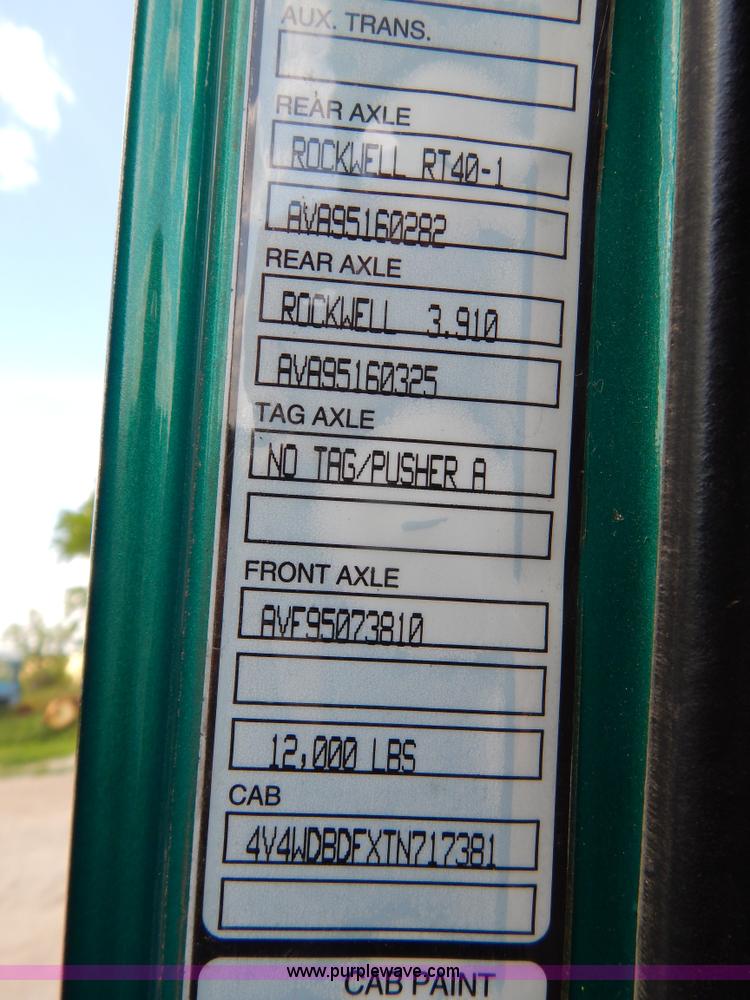 AUX. TRANS.
REAR AXLE
ROCKWELL RT40-1
AVA95160282
REAR AXLE
ROCKWELL 3.910
AVA95160325
TAG AXLE
NO TAG/PUSHER A
FRONT AXLE
AVF95073810
12,000 LBS
CAB
4V4WDBDFXTN717381
www.purplewave.com
CAB PAINT